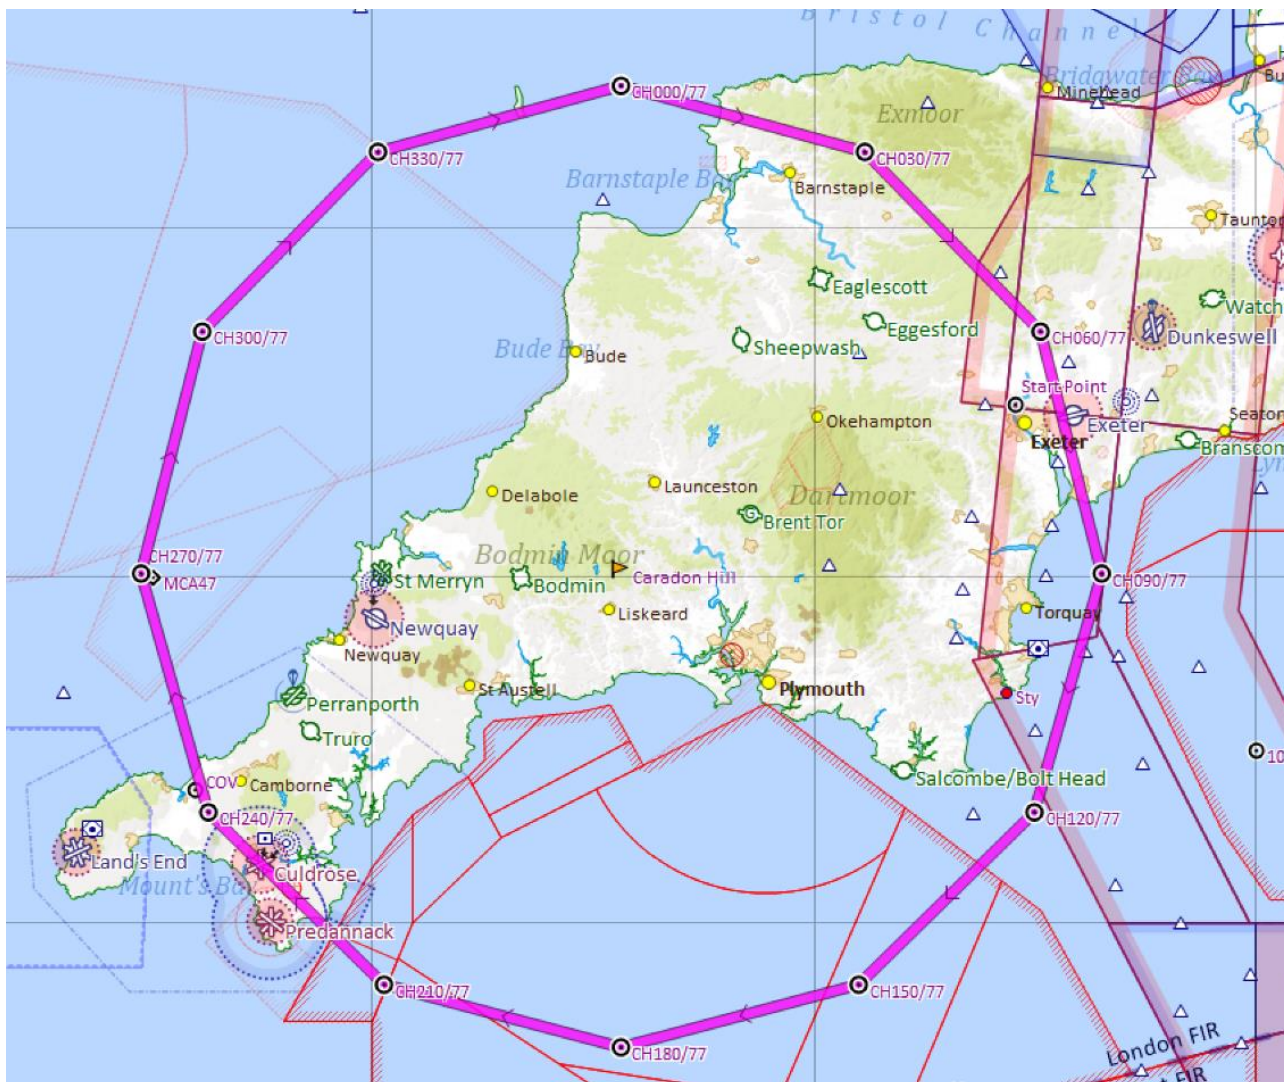 Bristol Channel
CH000/77
Bridgwater Bay
Minehead
Exmoor
CH330/77
CH030/77
Barnstaple
Taunton
Eaglescott
Watch
Eggesford
CH300/77
Sheepwash
CH060/77
Dunkeswell
Bude Bay
Bude
Start Point
Okehampton
Exeter
Seaton
Exeter
Branscom
Launceston
Delabole
Dartmoor
Brent Tor
Bodmin Moor
CH270/77
MCA47
St Merryn
Bodmin
Caradon Hill
CH090/77
Liskeard
Torquay
Newquay
Newquay
St Austell
Plymouth
Sty
Perranporth
Truro
10
COV
Camborne
Salcombe/Bolt Head
CH240/77
CH120/77
Land's End
Culdrose
Mount's Bay
Predannack
CH210/77
CH150/77
CH180/77
London FIR